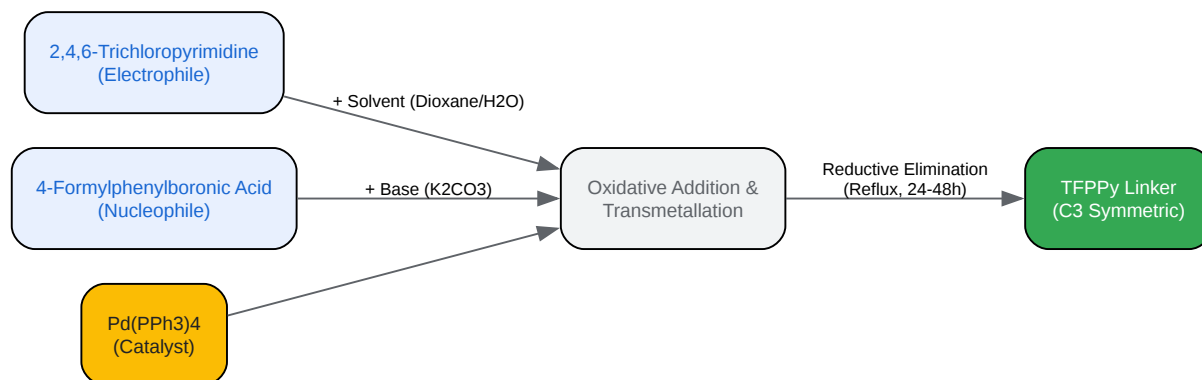 2,4,6-Trichloropyrimidine
(Electrophile)
+ Solvent (Dioxane/H2O)
4-Formylphenylboronic Acid
(Nucleophile)
+ Base (K2CO3)
Oxidative Addition &
Transmetallation
Reductive Elimination
(Reflux, 24-48h)
TFPPy Linker
(C3 Symmetric)
Pd(PPh3)4
(Catalyst)